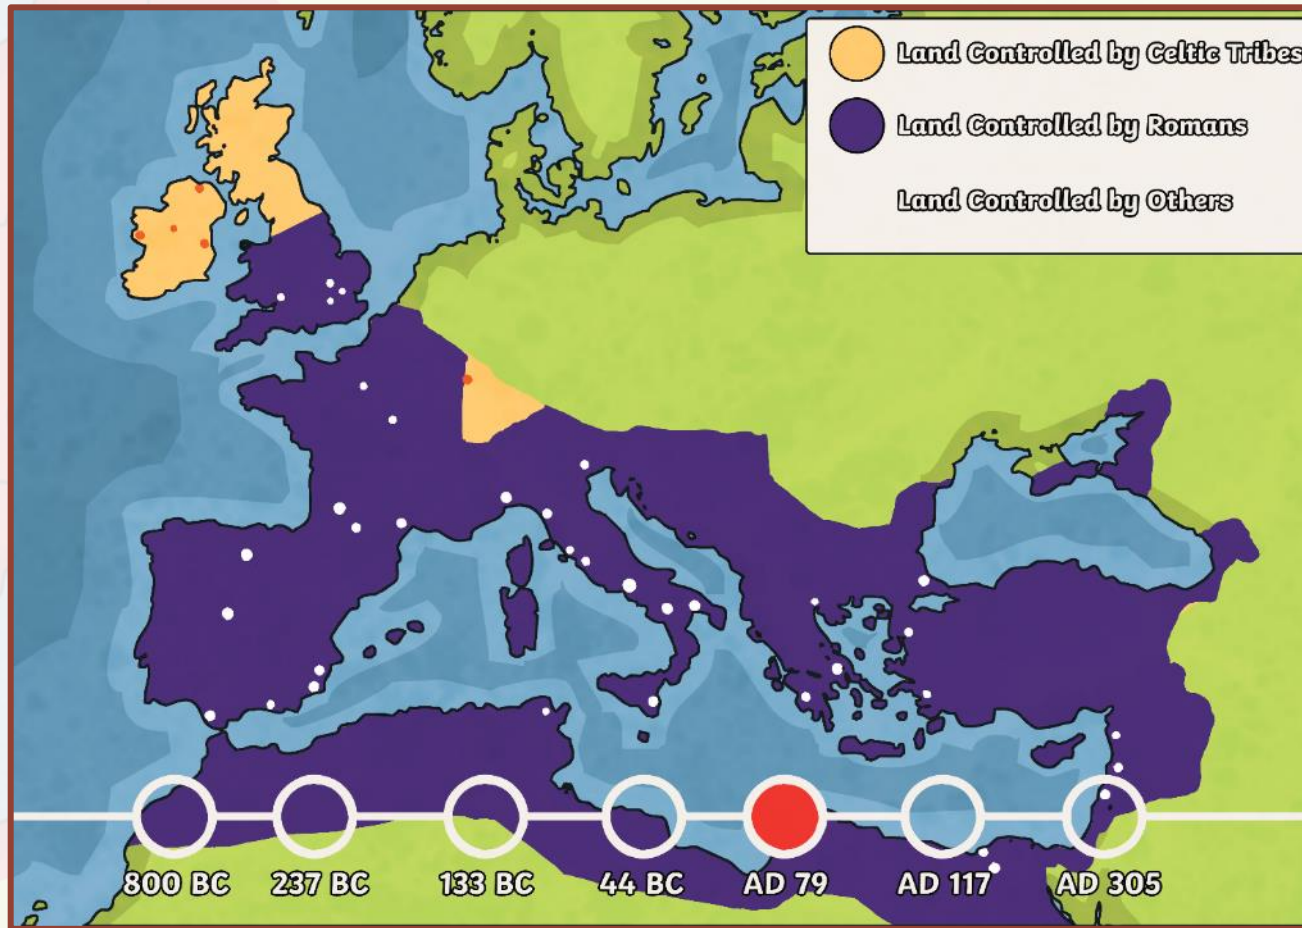 Land Controlled by Celtic Tribes
Land Controlled by Romans
Land Controlled by Others
800 BC
237 BC
133 BC
44 BC
AD 79
AD 117
AD 305